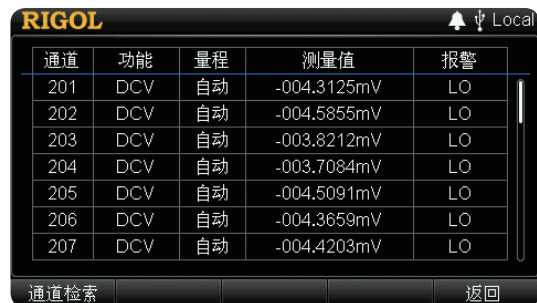 RIGOL Local
通道 功能 量程 测量值 报警
201 DCV 自动 -004.3125mV LO
202 DCV 自动 -004.5855mV LO
203 DCV 自动 -003.8212mV LO
204 DCV 自动 -003.7084mV LO
205 DCV 自动 -004.5091mV LO
206 DCV 自动 -004.3659mV LO
207 DCV 自动 -004.4203mV LO
通道检索 返回